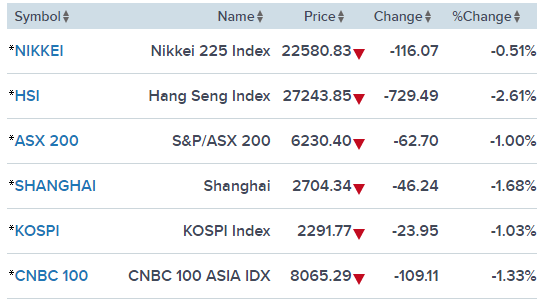 Symbol Name Price Change %Change
*NIKKEI Nikkei 225 Index 22580.83 -116.07 -0.51%
*HSI Hang Seng Index 27243.85 -729.49 -2.61%
*ASX 200 S&P/ASX 200 6230.40 -62.70 -1.00%
*SHANGHAI Shanghai 2704.34 -46.24 -1.68%
*KOSPI KOSPI Index 2291.77 -23.95 -1.03%
*CNBC 100 CNBC 100 ASIA IDX 8065.29 -109.11 -1.33%